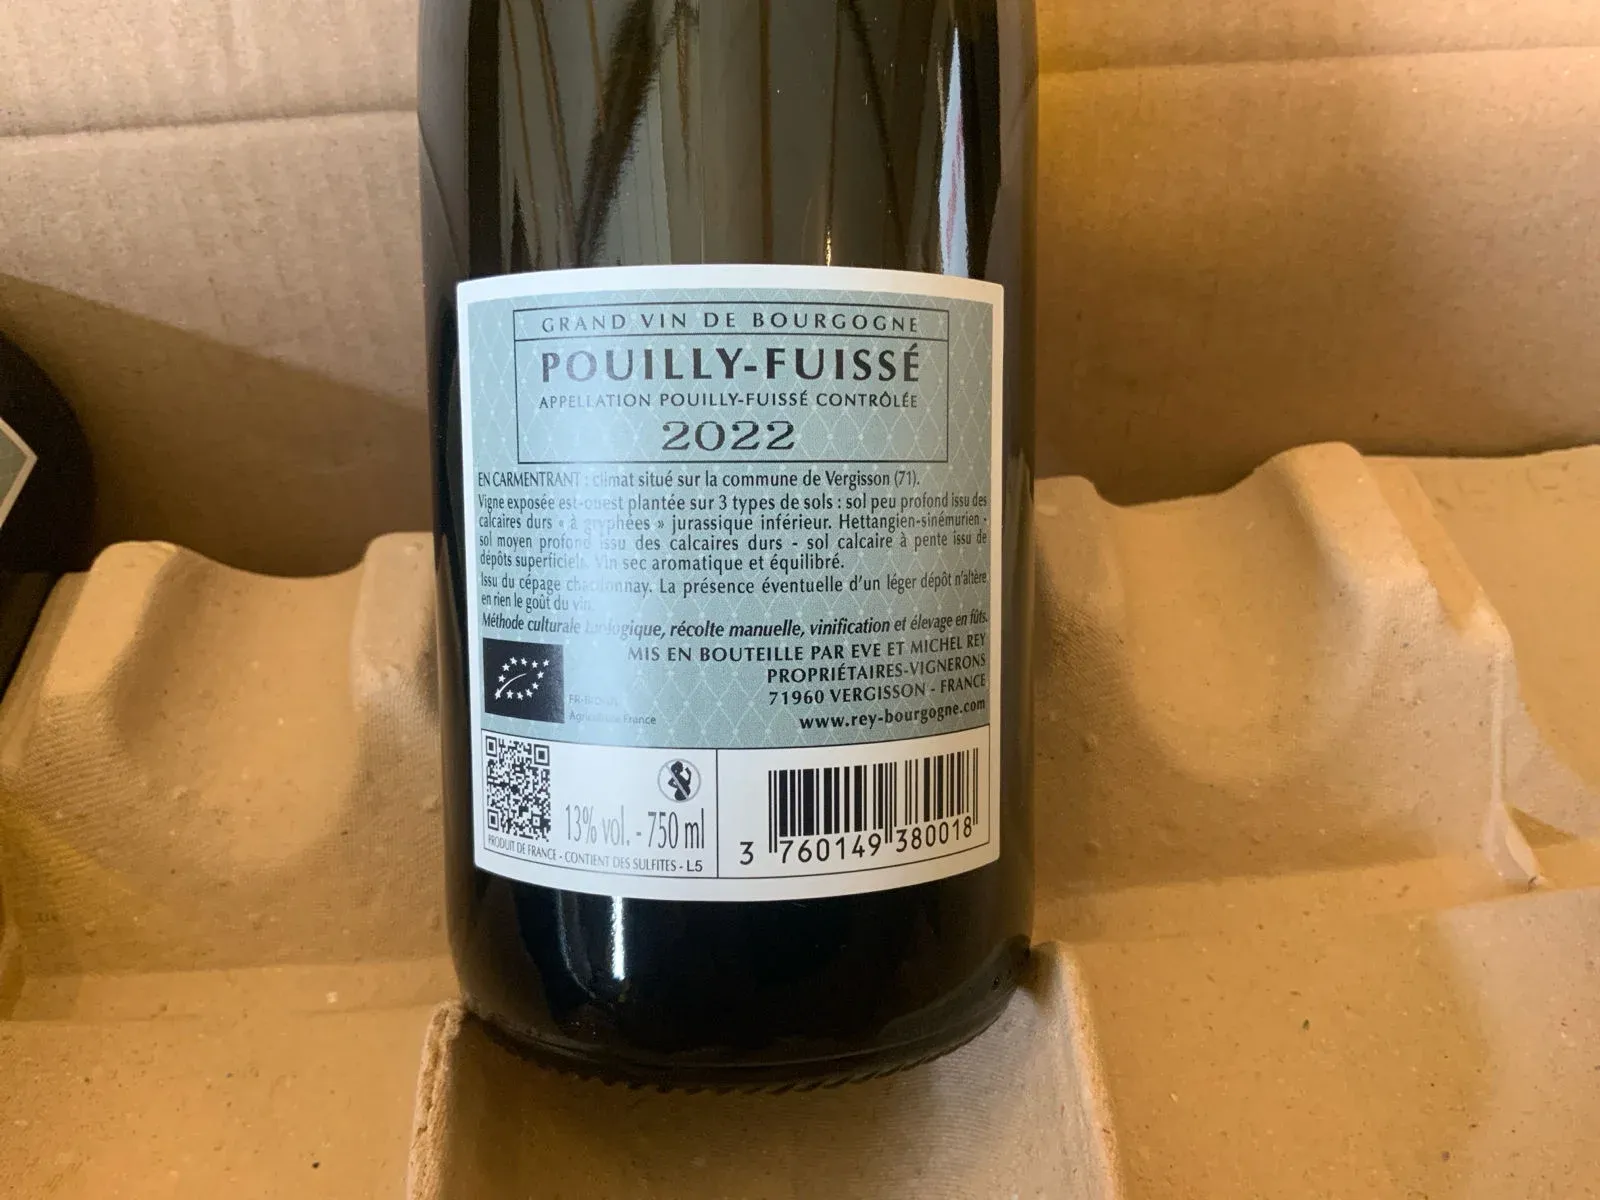 GRAND VIN DE BOURGOGNE
POUILLY-FUISSÉ
APPELLATION POUILLY-FUISSÉ CONTRÔLÉE
2022
EN CARMENTRANT : climat situé sur la commune de Vergisson (71).
Vigne exposée est-ouest plantée sur 3 types de sols : sol peu profond issu des
calcaires durs « à gryphées » jurassique inférieur. Hettangien-sinémurien -
sol moyen profond issu des calcaires durs - sol calcaire à pente issu de
dépôts superficiels. Vin sec aromatique et équilibré.
Issu du cépage chardonnay. La présence éventuelle d'un léger dépôt n'altère
en rien le goût du vin.
Méthode culturale biologique, récolte manuelle, vinification et élevage en fûts.
MIS EN BOUTEILLE PAR EVE ET MICHEL REY
PROPRIÉTAIRES-VIGNERONS
71960 VERGISSON - FRANCE
www.rey-bourgogne.com
Agriculture France
13% vol. - 750 ml
PRODUIT DE FRANCE - CONTIENT DES SULFITES - L5
3 760149 380018